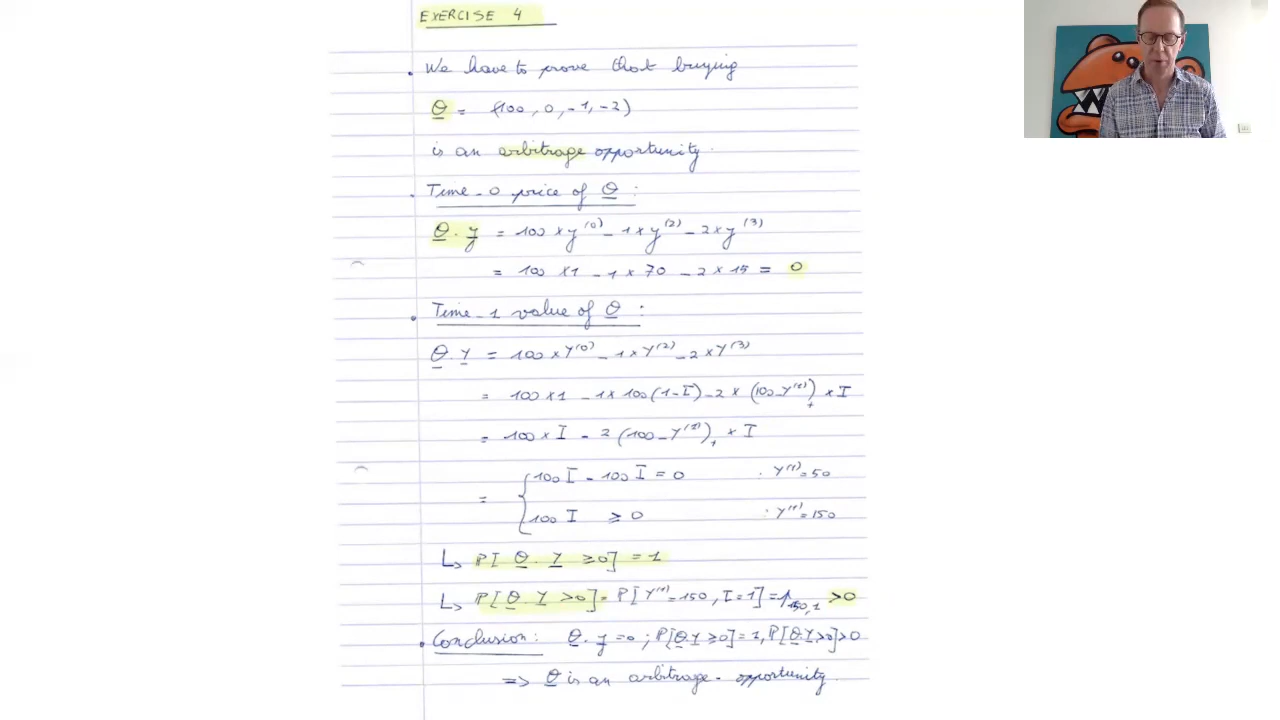 EXERCISE 4
. We have to prove that buying
θ = (100, 0, -1, -2)
is an arbitrage opportunity.
. Time-0 price of θ :
θ . y = 100 × y^(0) - 1 × y^(2) - 2 × y^(3)
= 100 × 1 - 1 × 70 - 2 × 15 = 0
. Time-1 value of θ :
θ . Y = 100 × Y^(0) - 1 × Y^(2) - 2 × Y^(3)
= 100 × 1 - 1 × 100 (1-I) - 2 × (100-Y^(1))_+ × I
= 100 × I - 2 (100-Y^(1))_+ × I
= { 100 I - 100 I = 0 : Y^(1) = 50
100 I ≥ 0 : Y^(1) = 150
↳ P[ θ . Y ≥ 0] = 1
↳ P[ θ . Y > 0] = P[ Y^(1) = 150, I = 1] = p_150,1 > 0
. Conclusion : θ . y = 0 ; P[θ.Y ≥ 0] = 1, P[θ.Y > 0] > 0
=> θ is an arbitrage-opportunity.